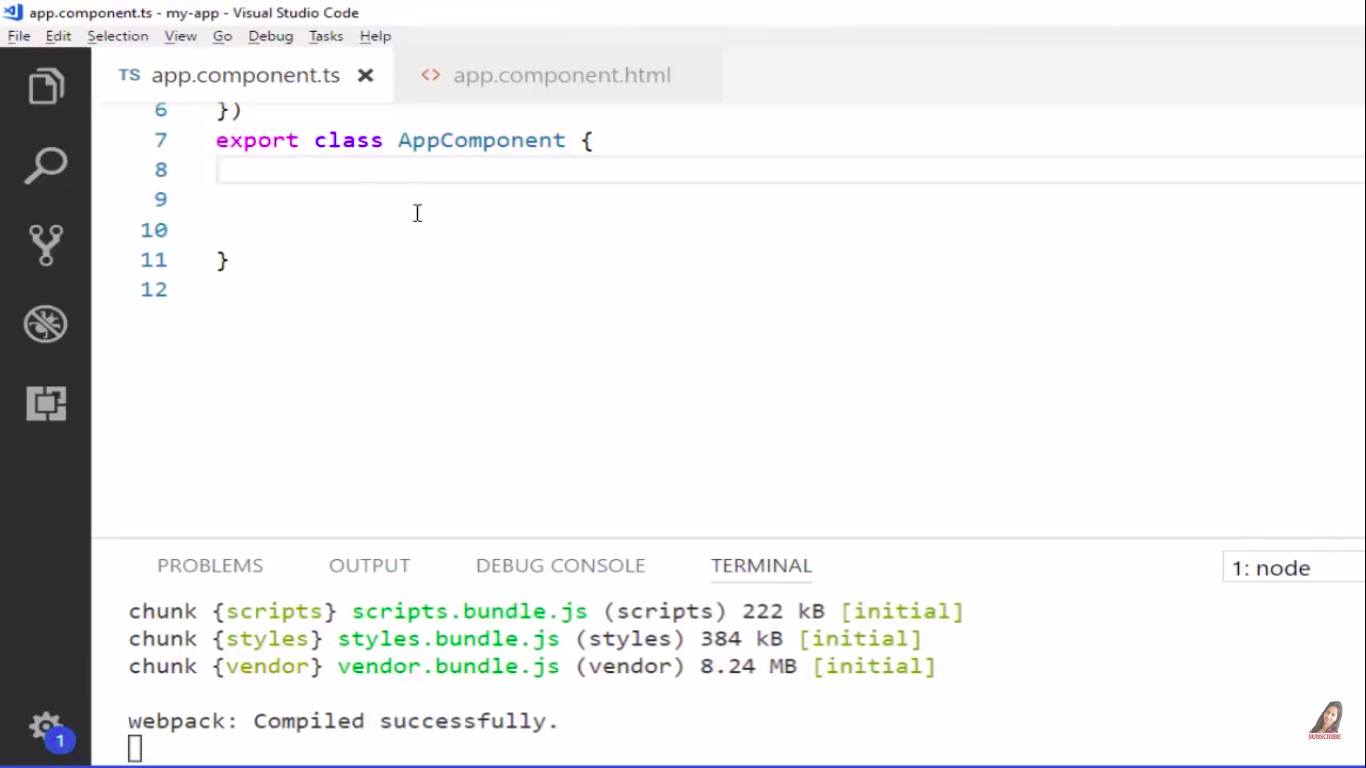 app.component.ts - my-app - Visual Studio Code
File Edit Selection View Go Debug Tasks Help
TS app.component.ts app.component.html
6 })
7 export class AppComponent {
8
9
10
11 }
12
PROBLEMS OUTPUT DEBUG CONSOLE TERMINAL 1: node
chunk {scripts} scripts.bundle.js (scripts) 222 kB [initial]
chunk {styles} styles.bundle.js (styles) 384 kB [initial]
chunk {vendor} vendor.bundle.js (vendor) 8.24 MB [initial]
webpack: Compiled successfully.
1
SUBSCRIBE